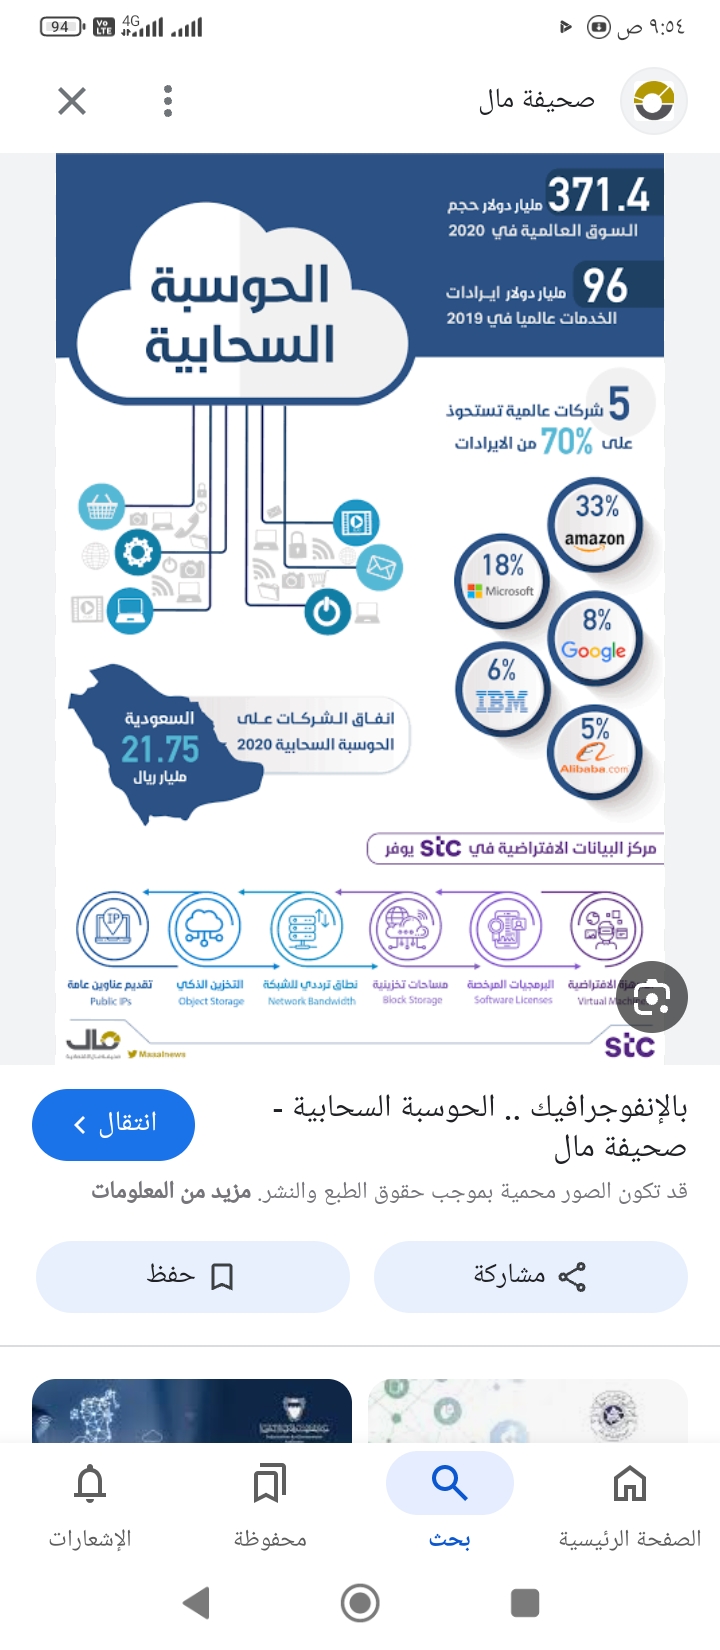 94
Vo LTE
4G
٩:٥٤ ص
صحيفة مال
الحوسبة
السحابية
371.4 مليار دولار حجم
السوق العالمية في 2020
96 مليار دولار ايرادات
الخدمات عالميا في 2019
5 شركات عالمية تستحوذ
على 70% من الايرادات
33%
amazon
18%
Microsoft
8%
Google
6%
IBM
5%
Alibaba.com
السعودية
21.75
مليار ريال
انفاق الشركات على
الحوسبة السحابية 2020
مركز البيانات الافتراضية في stc يوفر
IP
الافتراضية
Virtual
البرمجيات المرخصة
Software Licenses
مساحات تخزينية
Block Storage
نطاق ترددي للشبكة
Network Bandwidth
التخزين الذكي
Object Storage
تقديم عناوين عامة
Public IPs
مال
Maaalnews
stc
بالإنفوجرافيك .. الحوسبة السحابية -
صحيفة مال
انتقال
قد تكون الصور محمية بموجب حقوق الطبع والنشر. مزيد من المعلومات
مشاركة
حفظ
الصفحة الرئيسية
بحث
محفوظة
الإشعارات